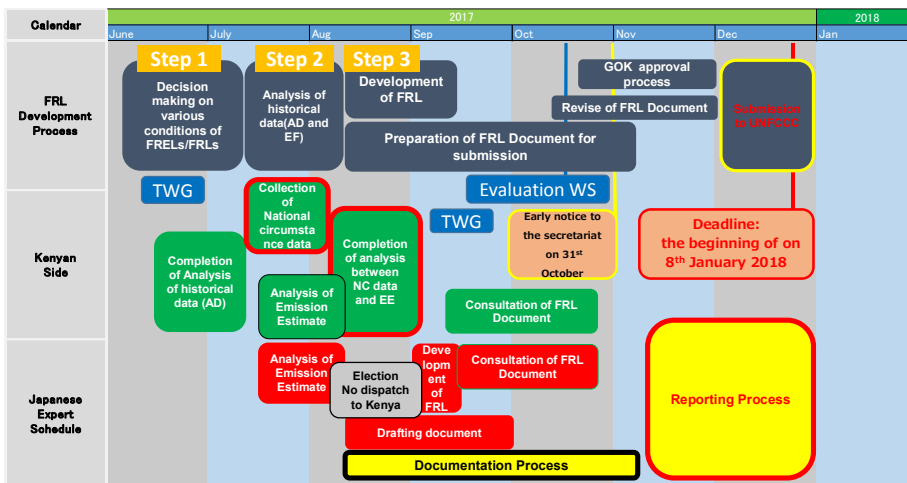 Calendar
2017
2018
June
July
Aug
Sep
Oct
Nov
Dec
Jan
FRL
Development
Process
Step 1
Decision
making on
various
conditions of
FRELs/FRLs
Step 2
Analysis of
historical
data(AD and
EF)
Step 3
Development
of FRL
Preparation of FRL Document for
submission
GOK approval
process
Revise of FRL Document
Submission
to UNFCCC
Kenyan
Side
TWG
Completion
of Analysis
of historical
data (AD)
Collection
of
National
circumsta
nce data
Analysis of
Emission
Estimate
Completion
of analysis
between
NC data
and EE
TWG
Evaluation WS
Early notice to
the secretariat
on 31st
October
Consultation of FRL
Document
Deadline:
the beginning of on
8th January 2018
Japanese
Expert
Schedule
Analysis of
Emission
Estimate
Election
No dispatch
to Kenya
Deve
lopm
ent
of
FRL
Consultation of FRL
Document
Drafting document
Documentation Process
Reporting Process